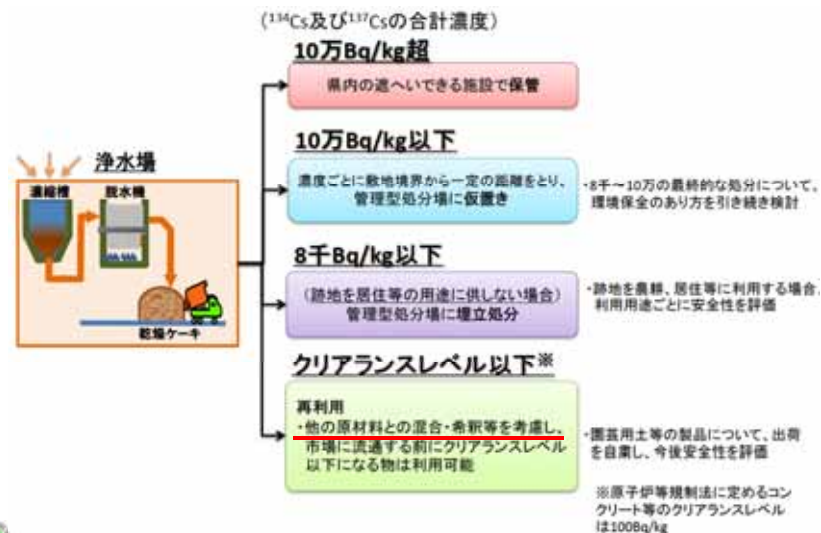 （¹³⁴Cs及び¹³⁷Csの合計濃度）
10万Bq/kg超
県内の遮へいできる施設で保管
10万Bq/kg以下
濃度ごとに敷地境界から一定の距離をとり、
管理型処分場に仮置き
・8千～10万の最終的な処分について、
環境保全のあり方を引き続き検討
浄水場
濃縮槽
脱水機
乾燥ケーキ
8千Bq/kg以下
（跡地を居住等の用途に供しない場合）
管理型処分場に埋立処分
・跡地を農耕、居住等に利用する場合、
利用用途ごとに安全性を評価
クリアランスレベル以下※
再利用
・他の原材料との混合・希釈等を考慮し、
市場に流通する前にクリアランスレベル
以下になる物は利用可能
・園芸用土等の製品について、出荷
を自粛し、今後安全性を評価
※原子炉等規制法に定めるコン
クリート等のクリアランスレベル
は100Bq/kg